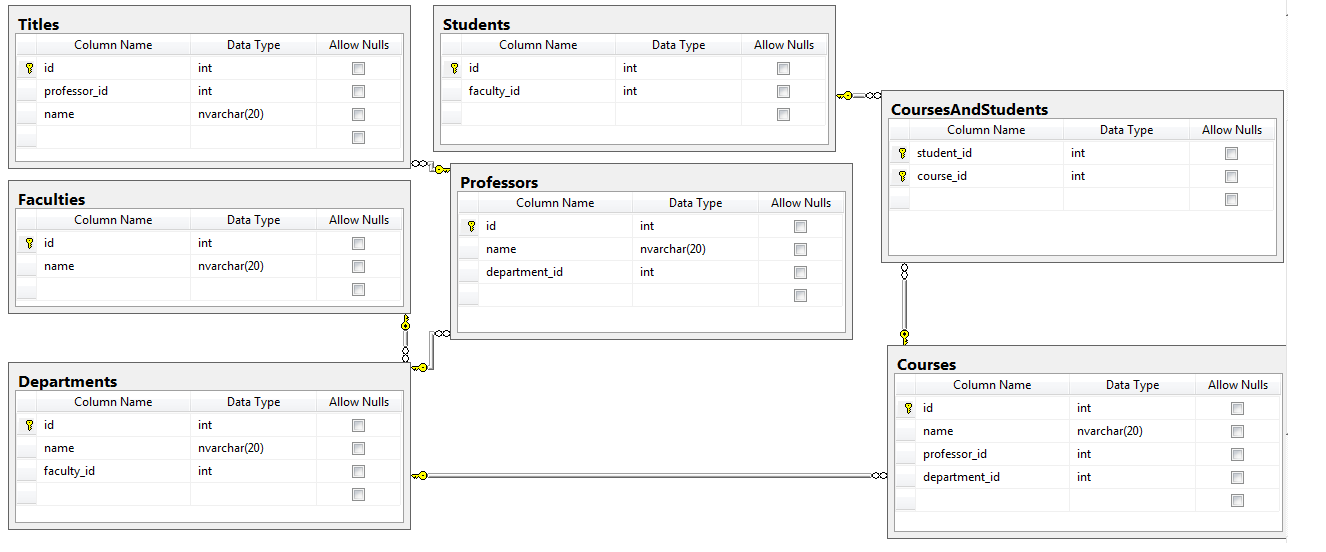 Titles
Column Name Data Type Allow Nulls
id int
professor_id int
name nvarchar(20)
Students
Column Name Data Type Allow Nulls
id int
faculty_id int
CoursesAndStudents
Column Name Data Type Allow Nulls
student_id int
course_id int
Faculties
Column Name Data Type Allow Nulls
id int
name nvarchar(20)
Professors
Column Name Data Type Allow Nulls
id int
name nvarchar(20)
department_id int
Departments
Column Name Data Type Allow Nulls
id int
name nvarchar(20)
faculty_id int
Courses
Column Name Data Type Allow Nulls
id int
name nvarchar(20)
professor_id int
department_id int